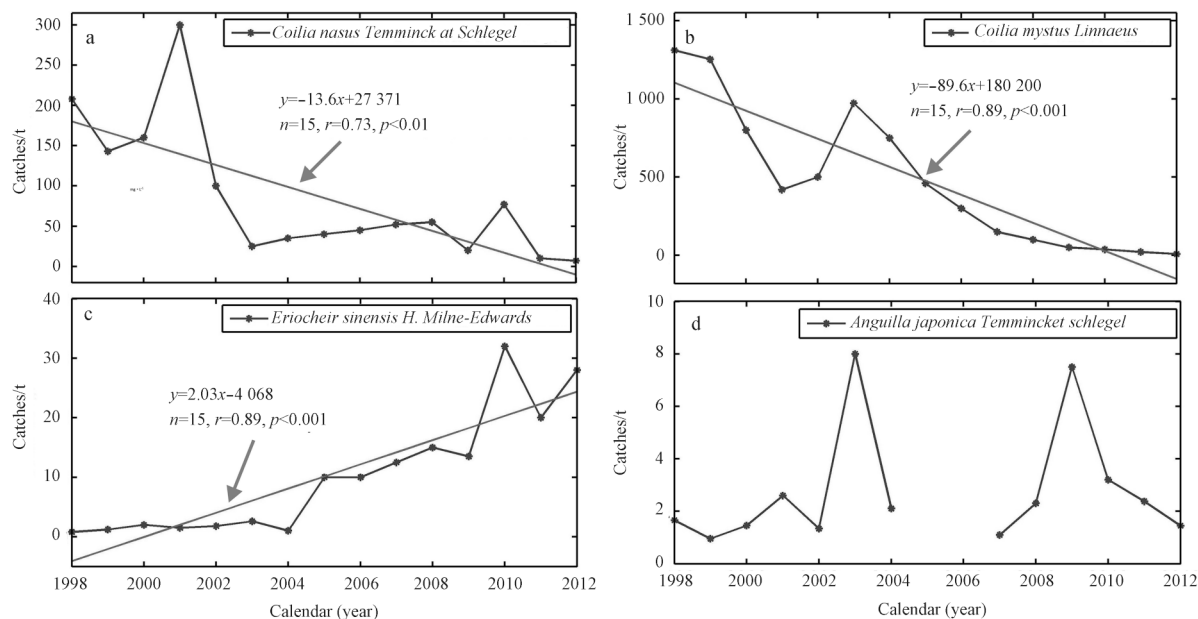 a
Coilia nasus Temminck at Schlegel
300
250
200
150
100
50
0
Catches/t
y=−13.6x+27 371
n=15, r=0.73, p<0.01
b
Coilia mystus Linnaeus
1 500
1 000
500
0
Catches/t
y=−89.6x+180 200
n=15, r=0.89, p<0.001
c
Eriocheir sinensis H. Milne-Edwards
40
30
20
10
0
Catches/t
y=2.03x−4 068
n=15, r=0.89, p<0.001
1998 2000 2002 2004 2006 2008 2010 2012
Calendar (year)
d
Anguilla japonica Temmincket schlegel
10
8
6
4
2
0
Catches/t
1998 2000 2002 2004 2006 2008 2010 2012
Calendar (year)